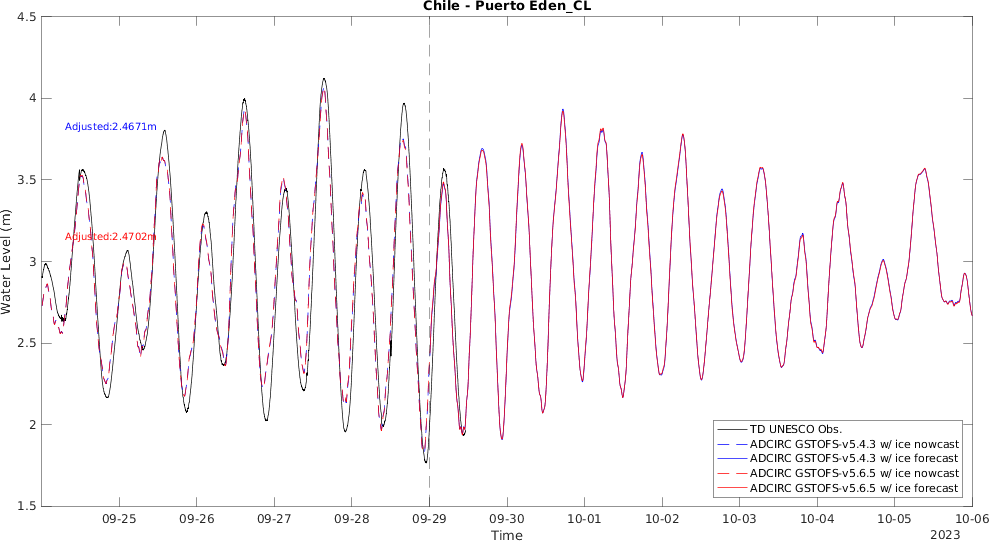 Chile - Puerto Eden_CL
4.5
4
3.5
3
2.5
2
1.5
Water Level (m)
Adjusted:2.4671m
Adjusted:2.4702m
TD UNESCO Obs.
ADCIRC GSTOFS-v5.4.3 w/ ice nowcast
ADCIRC GSTOFS-v5.4.3 w/ ice forecast
ADCIRC GSTOFS-v5.6.5 w/ ice nowcast
ADCIRC GSTOFS-v5.6.5 w/ ice forecast
09-25 09-26 09-27 09-28 09-29 09-30 10-01 10-02 10-03 10-04 10-05 10-06
Time
2023